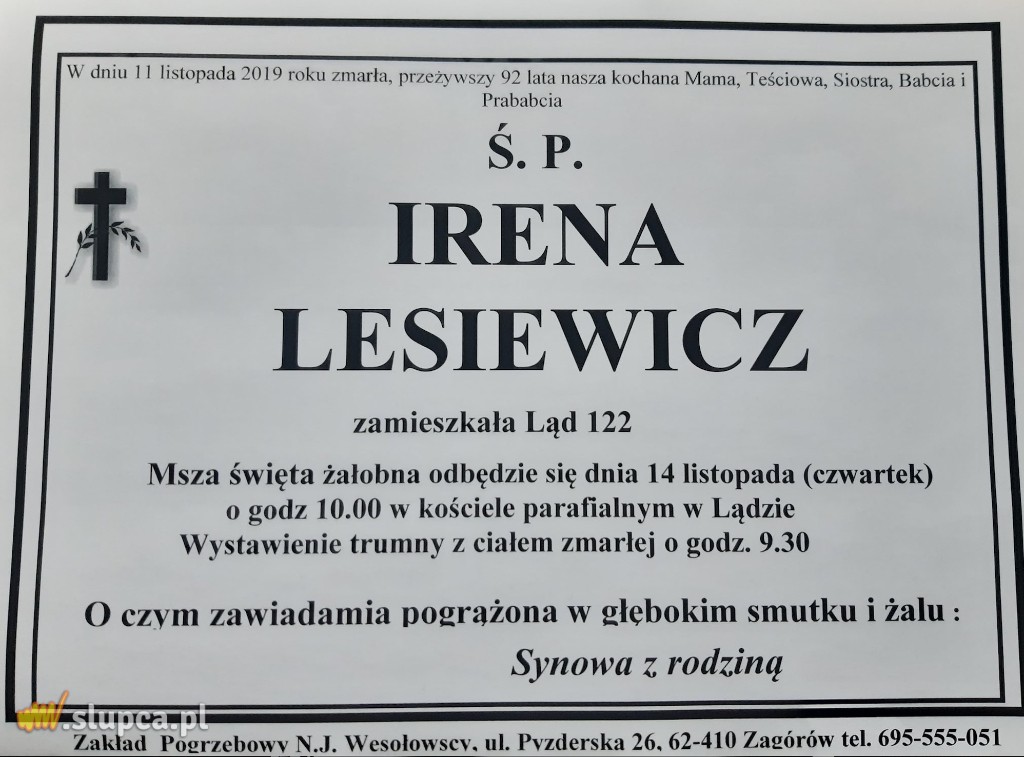 W dniu 11 listopada 2019 roku zmarła, przeżywszy 92 lata nasza kochana Mama, Teściowa, Siostra, Babcia i
Prababcia
Ś. P.
IRENA
LESIEWICZ
zamieszkała Ląd 122
Msza święta żałobna odbędzie się dnia 14 listopada (czwartek)
o godz 10.00 w kościele parafialnym w Lądzie
Wystawienie trumny z ciałem zmarłej o godz. 9.30
O czym zawiadamia pogrążona w głębokim smutku i żalu :
Synowa z rodziną
www.slupca.pl
Zakład Pogrzebowy N.J. Wesołowscy, ul. Pyzderska 26, 62-410 Zagórów tel. 695-555-051